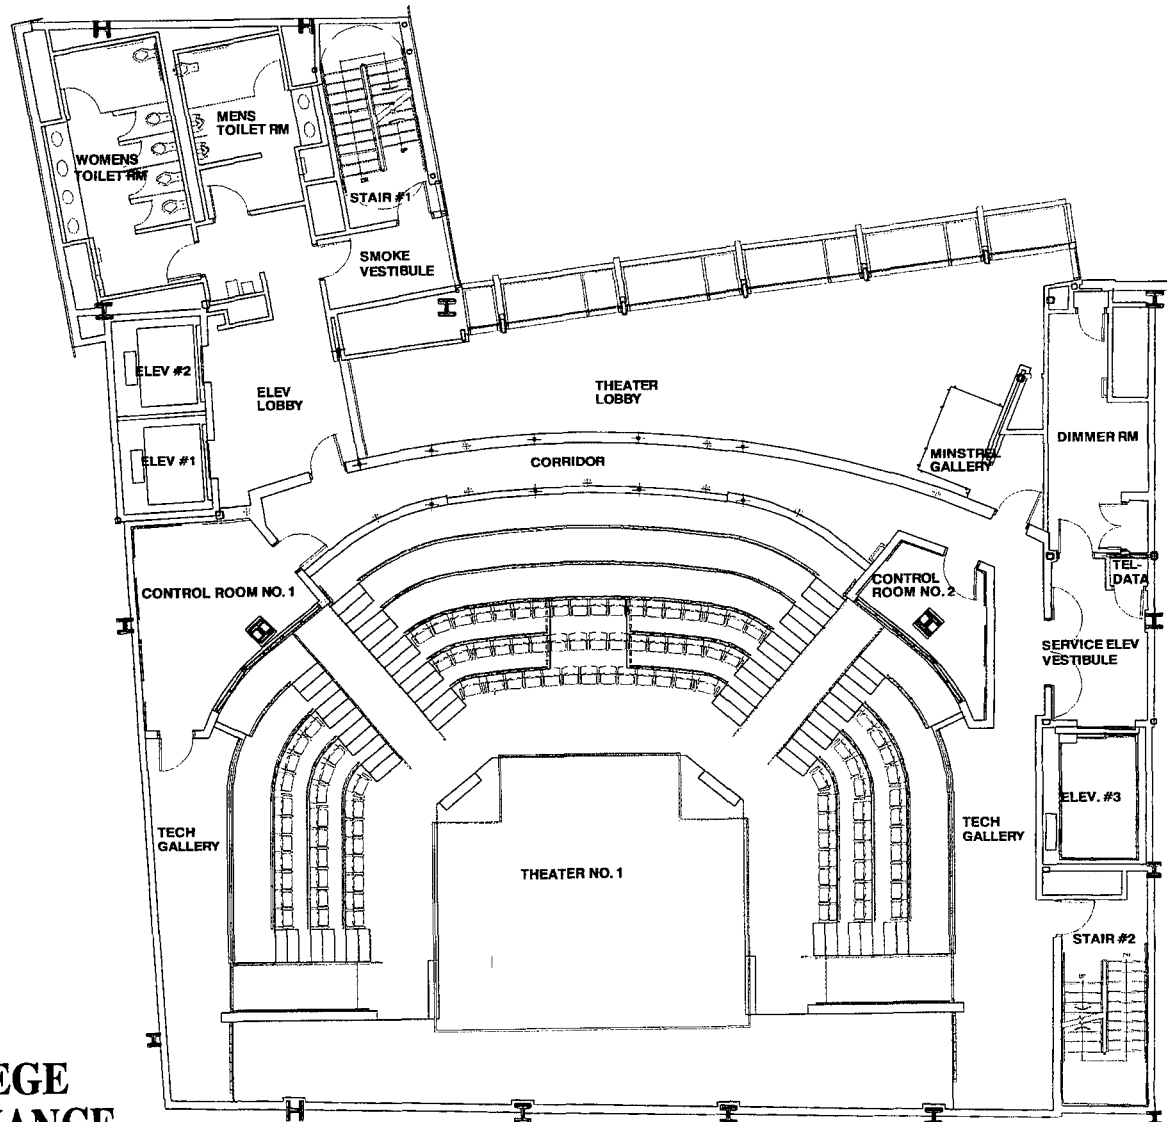 MENS
TOILET RM
WOMENS
TOILET RM
STAIR #1
SMOKE
VESTIBULE
ELEV #2
ELEV
LOBBY
THEATER
LOBBY
DIMMER RM
ELEV #1
CORRIDOR
MINSTREL
GALLERY
CONTROL ROOM NO. 1
CONTROL
ROOM NO. 2
TEL-
DATA
SERVICE ELEV
VESTIBULE
ELEV. #3
TECH
GALLERY
TECH
GALLERY
THEATER NO. 1
STAIR #2
EGE